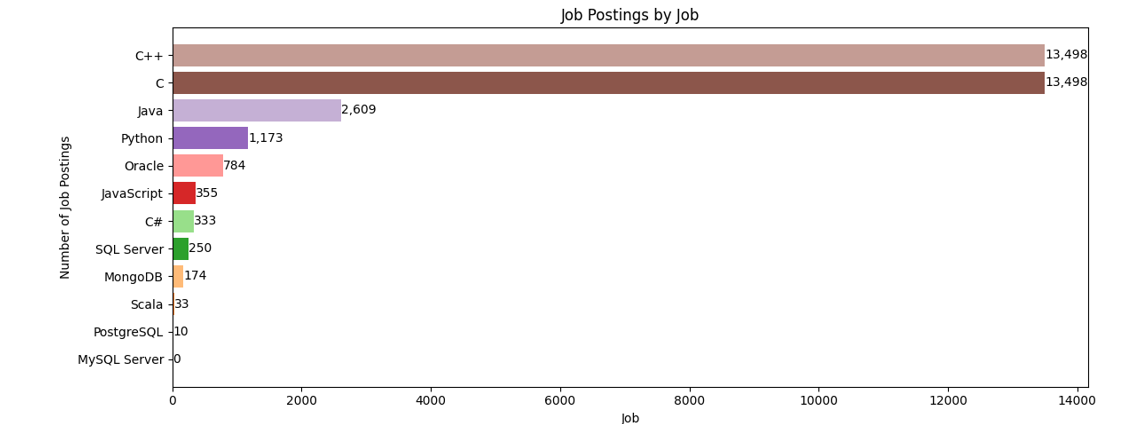 Job Postings by Job
C++ 13,498
C 13,498
Java 2,609
Python 1,173
Oracle 784
JavaScript 355
C# 333
SQL Server 250
MongoDB 174
Scala 33
PostgreSQL 10
MySQL Server 0
Number of Job Postings
0 2000 4000 6000 8000 10000 12000 14000
Job